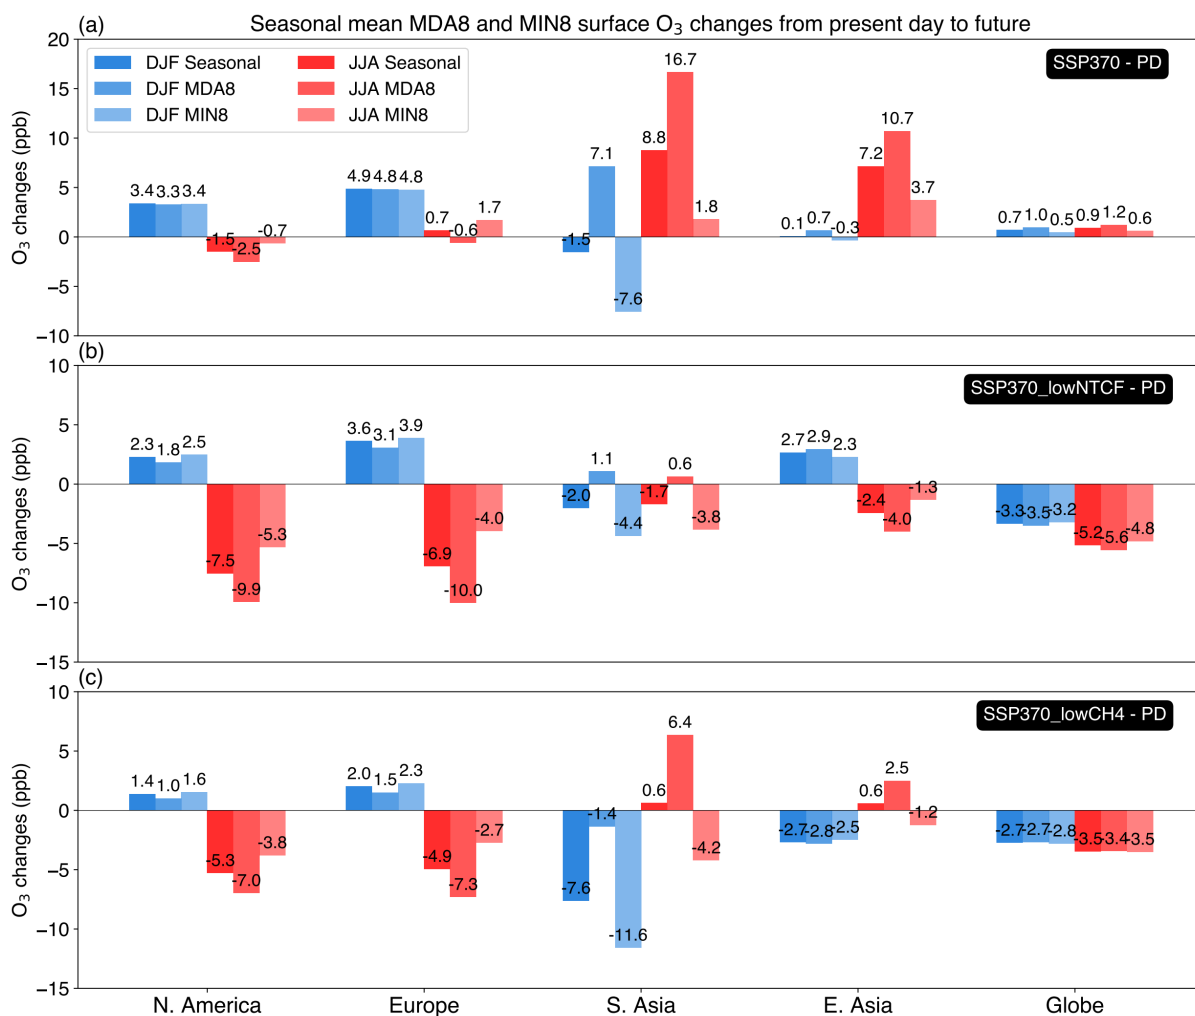 (a)
Seasonal mean MDA8 and MIN8 surface O₃ changes from present day to future
20
15
10
5
0
−5
−10
O₃ changes (ppb)
DJF Seasonal
DJF MDA8
DJF MIN8
JJA Seasonal
JJA MDA8
JJA MIN8
SSP370 - PD
3.4 3.3 3.4 -1.5 -2.5 -0.7
4.9 4.8 4.8 0.7 -0.6 1.7
-1.5 7.1 -7.6 8.8 16.7 1.8
0.1 0.7 -0.3 7.2 10.7 3.7
0.7 1.0 0.5 0.9 1.2 0.6
(b)
10
5
0
−5
−10
−15
O₃ changes (ppb)
SSP370_lowNTCF - PD
2.3 1.8 2.5 -7.5 -9.9 -5.3
3.6 3.1 3.9 -6.9 -10.0 -4.0
-2.0 1.1 -4.4 -1.7 0.6 -3.8
2.7 2.9 2.3 -2.4 -4.0 -1.3
-3.3 -3.5 -3.2 -5.2 -5.6 -4.8
(c)
10
5
0
−5
−10
−15
O₃ changes (ppb)
SSP370_lowCH4 - PD
1.4 1.0 1.6 -5.3 -7.0 -3.8
2.0 1.5 2.3 -4.9 -7.3 -2.7
-7.6 -1.4 -11.6 0.6 6.4 -4.2
-2.7 -2.8 -2.5 0.6 2.5 -1.2
-2.7 -2.7 -2.8 -3.5 -3.4 -3.5
N. America
Europe
S. Asia
E. Asia
Globe